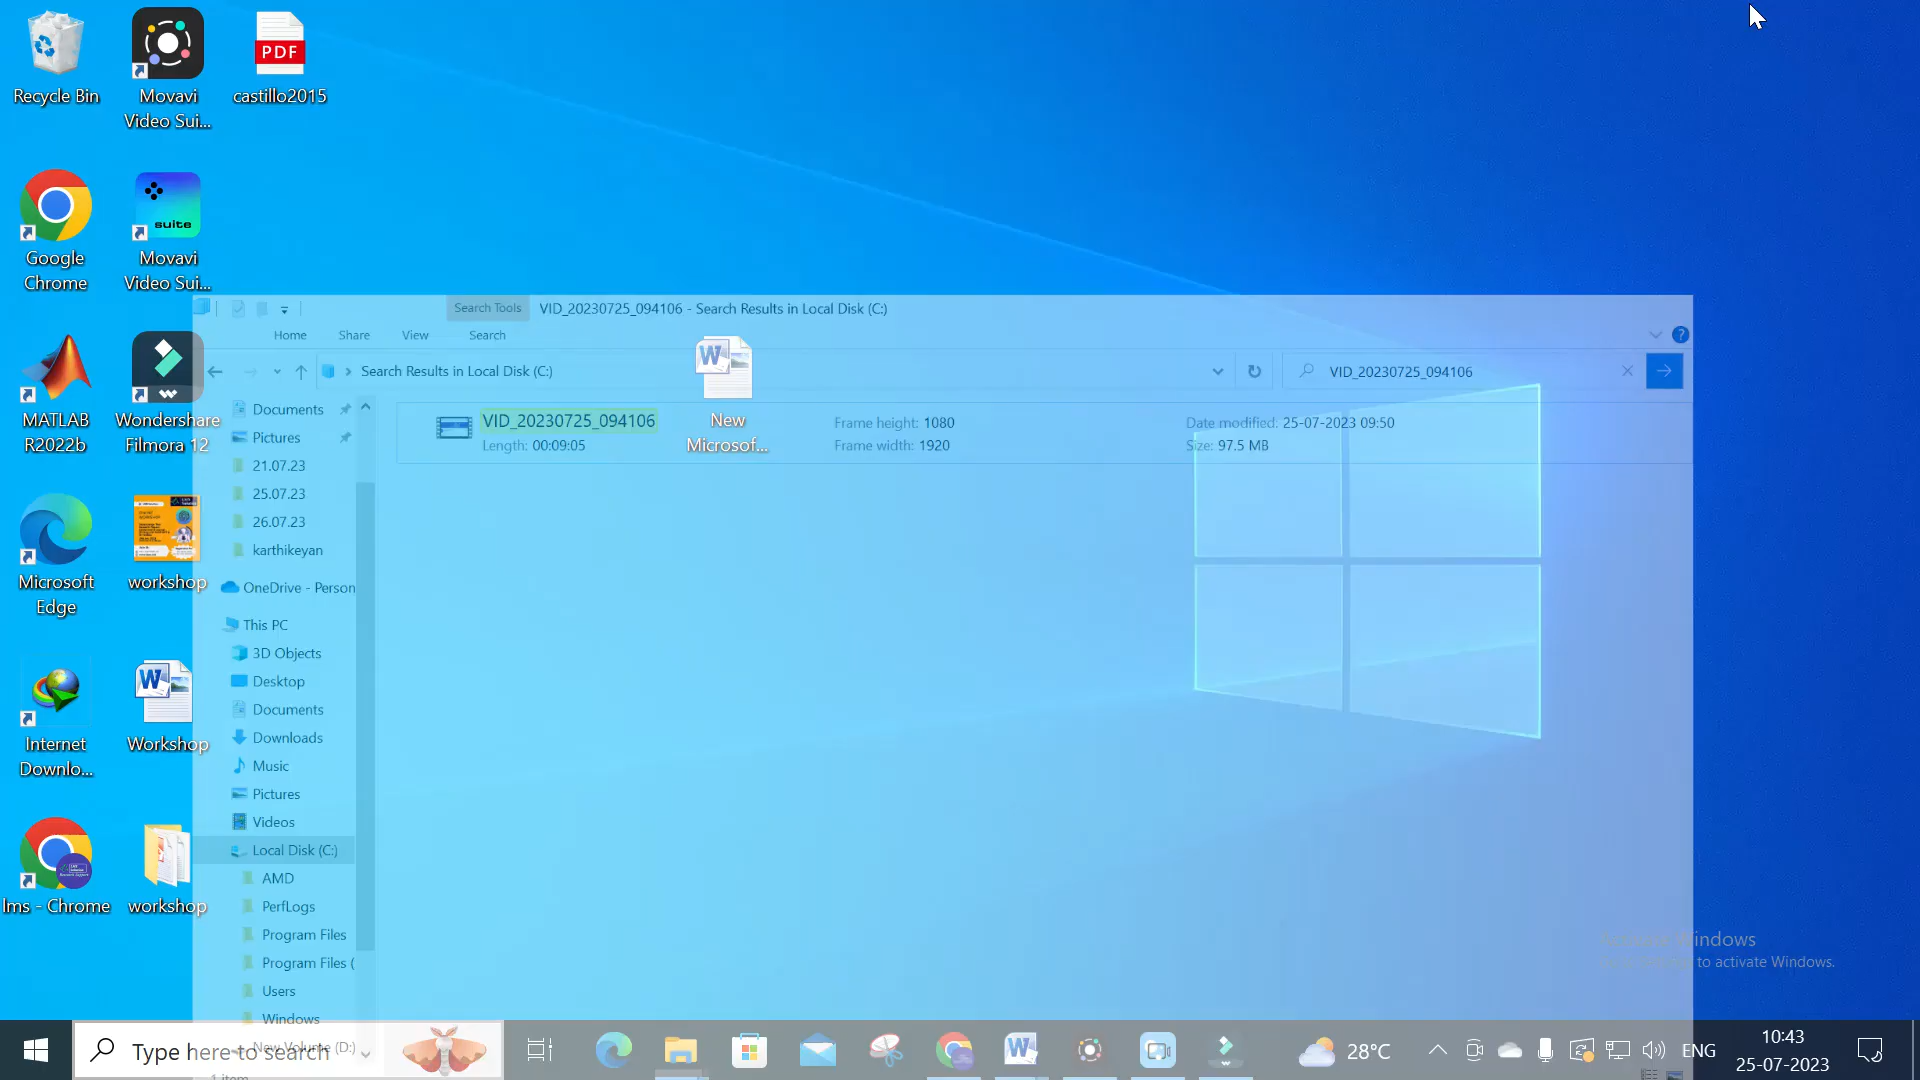 Recycle Bin
Movavi
Video Sui...
PDF
castillo2015
Google
Chrome
suite
Movavi
Video Sui...
MATLAB
R2022b
Wondershare
Filmora 12
Microsoft
Edge
workshop
Internet
Downlo...
Workshop
lms - Chrome
workshop
New
Microsof...
Search Tools
VID_20230725_094106 - Search Results in Local Disk (C:)
Home
Share
View
Search
Search Results in Local Disk (C:)
VID_20230725_094106
Documents
Pictures
21.07.23
25.07.23
26.07.23
karthikeyan
OneDrive - Person
This PC
3D Objects
Desktop
Documents
Downloads
Music
Pictures
Videos
Local Disk (C:)
AMD
PerfLogs
Program Files
Program Files (
Users
Windows
New Volume (D:)
1 item
VID_20230725_094106
Length: 00:09:05
Frame height: 1080
Frame width: 1920
Date modified: 25-07-2023 09:50
Size: 97.5 MB
Windows
to activate Windows.
Type here to search
28°C
ENG
10:43
25-07-2023